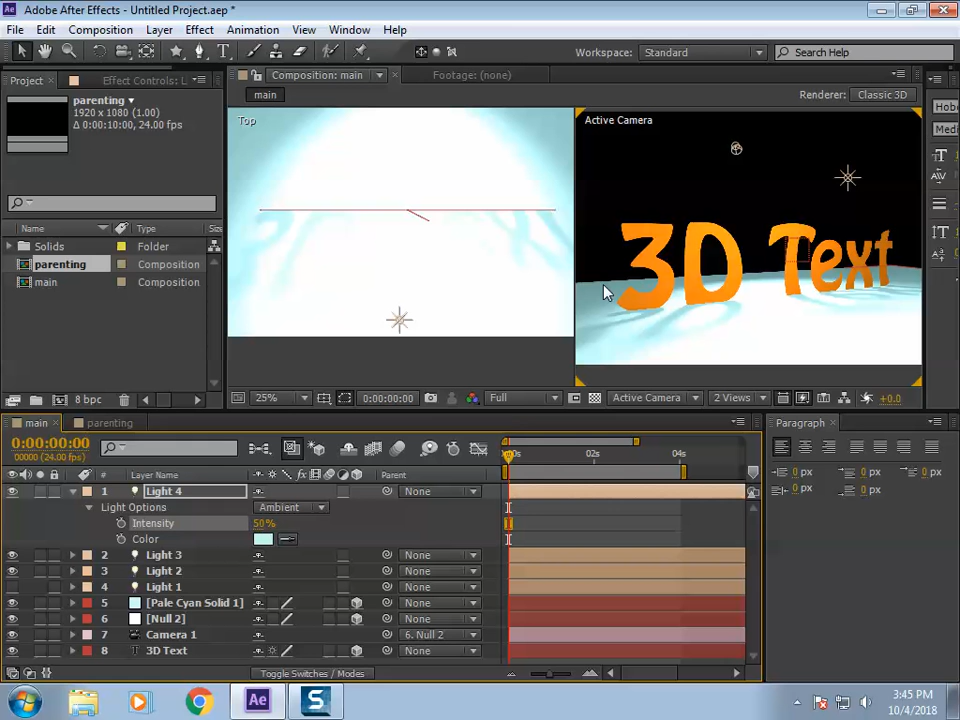 Adobe After Effects - Untitled Project.aep *
File Edit Composition Layer Effect Animation View Window Help
Workspace: Standard Search Help
Project Effect Controls: L Composition: main Footage: (none)
parenting
1920 x 1080 (1.00)
Δ 0:00:10:00, 24.00 fps
main Renderer: Classic 3D
Top Active Camera
3D Text
Name Type Siz
Solids Folder
parenting Composition
main Composition
8 bpc 25% 0:00:00:00 Full Active Camera 2 Views +0.0
main parenting
0:00:00:00
00000 (24.00 fps)
# Layer Name Parent 02s 04s
1 Light 4 None
Light Options Ambient
Intensity 50%
Color
2 Light 3 None
3 Light 2 None
4 Light 1 None
5 [Pale Cyan Solid 1] None
6 [Null 2] None
7 Camera 1 6. Null 2
8 3D Text None
Toggle Switches / Modes
Hobo
Med
Paragraph
0 px 0 px 0 px
0 px 0 px
Ae S
3:45 PM
10/4/2018